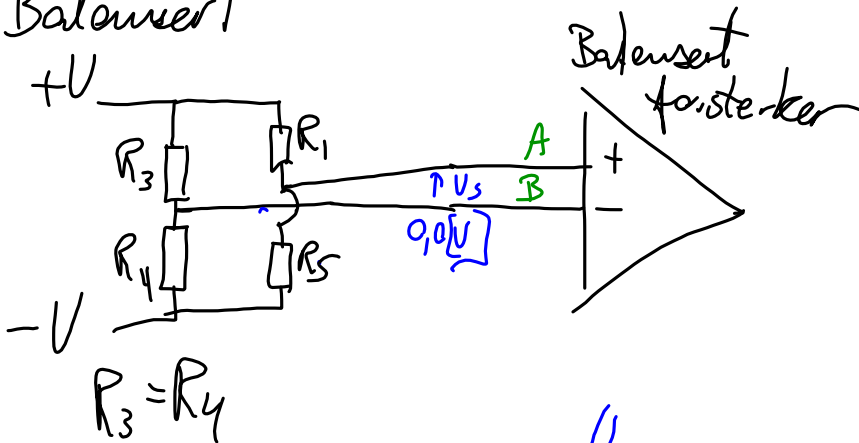 Balansert
+V
Balansert
forsterker
R3
R1
A
+
↑ Vs
B
−
0,0[V]
R4
R5
−V
R3 = R4